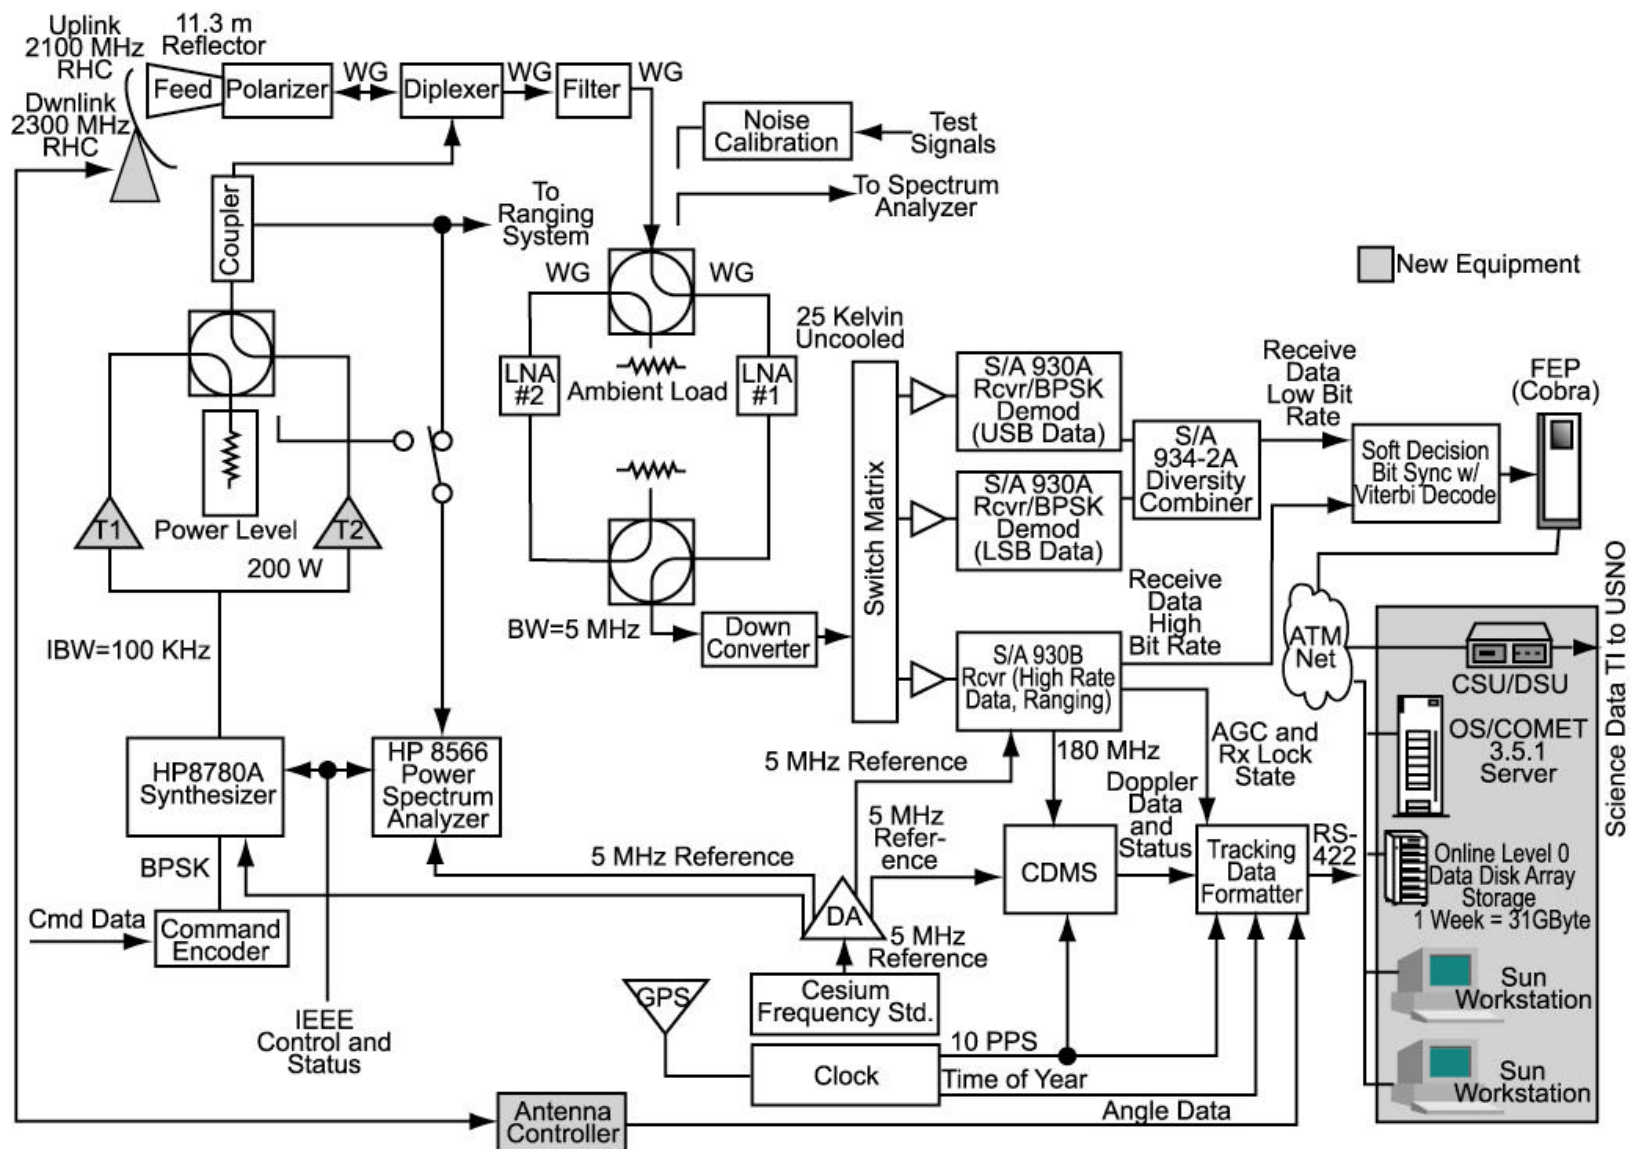 Uplink
2100 MHz
RHC
11.3 m
Reflector
Dwnlink
2300 MHz
RHC
Feed
Polarizer
WG
Diplexer
WG
Filter
WG
Noise
Calibration
Test
Signals
To Spectrum
Analyzer
Coupler
To
Ranging
System
WG
WG
New Equipment
25 Kelvin
Uncooled
LNA
#2
Ambient Load
LNA
#1
Switch Matrix
S/A 930A
Rcvr/BPSK
Demod
(USB Data)
S/A 930A
Rcvr/BPSK
Demod
(LSB Data)
S/A
934-2A
Diversity
Combiner
Receive
Data
Low Bit
Rate
Soft Decision
Bit Sync w/
Viterbi Decode
FEP
(Cobra)
T1
Power Level
T2
200 W
IBW=100 KHz
BW=5 MHz
Down
Converter
S/A 930B
Rcvr (High Rate
Data, Ranging)
Receive
Data
High
Bit Rate
ATM
Net
CSU/DSU
Science Data TI to USNO
OS/COMET
3.5.1
Server
HP8780A
Synthesizer
HP 8566
Power
Spectrum
Analyzer
5 MHz Reference
180 MHz
AGC and
Rx Lock
State
5 MHz
Refer-
ence
Doppler
Data
and
Status
CDMS
Tracking
Data
Formatter
RS-
422
Online Level 0
Data Disk Array
Storage
1 Week = 31GByte
BPSK
5 MHz Reference
Cmd Data
Command
Encoder
DA
5 MHz
Reference
GPS
Cesium
Frequency Std.
Sun
Workstation
IEEE
Control and
Status
Clock
10 PPS
Time of Year
Sun
Workstation
Antenna
Controller
Angle Data